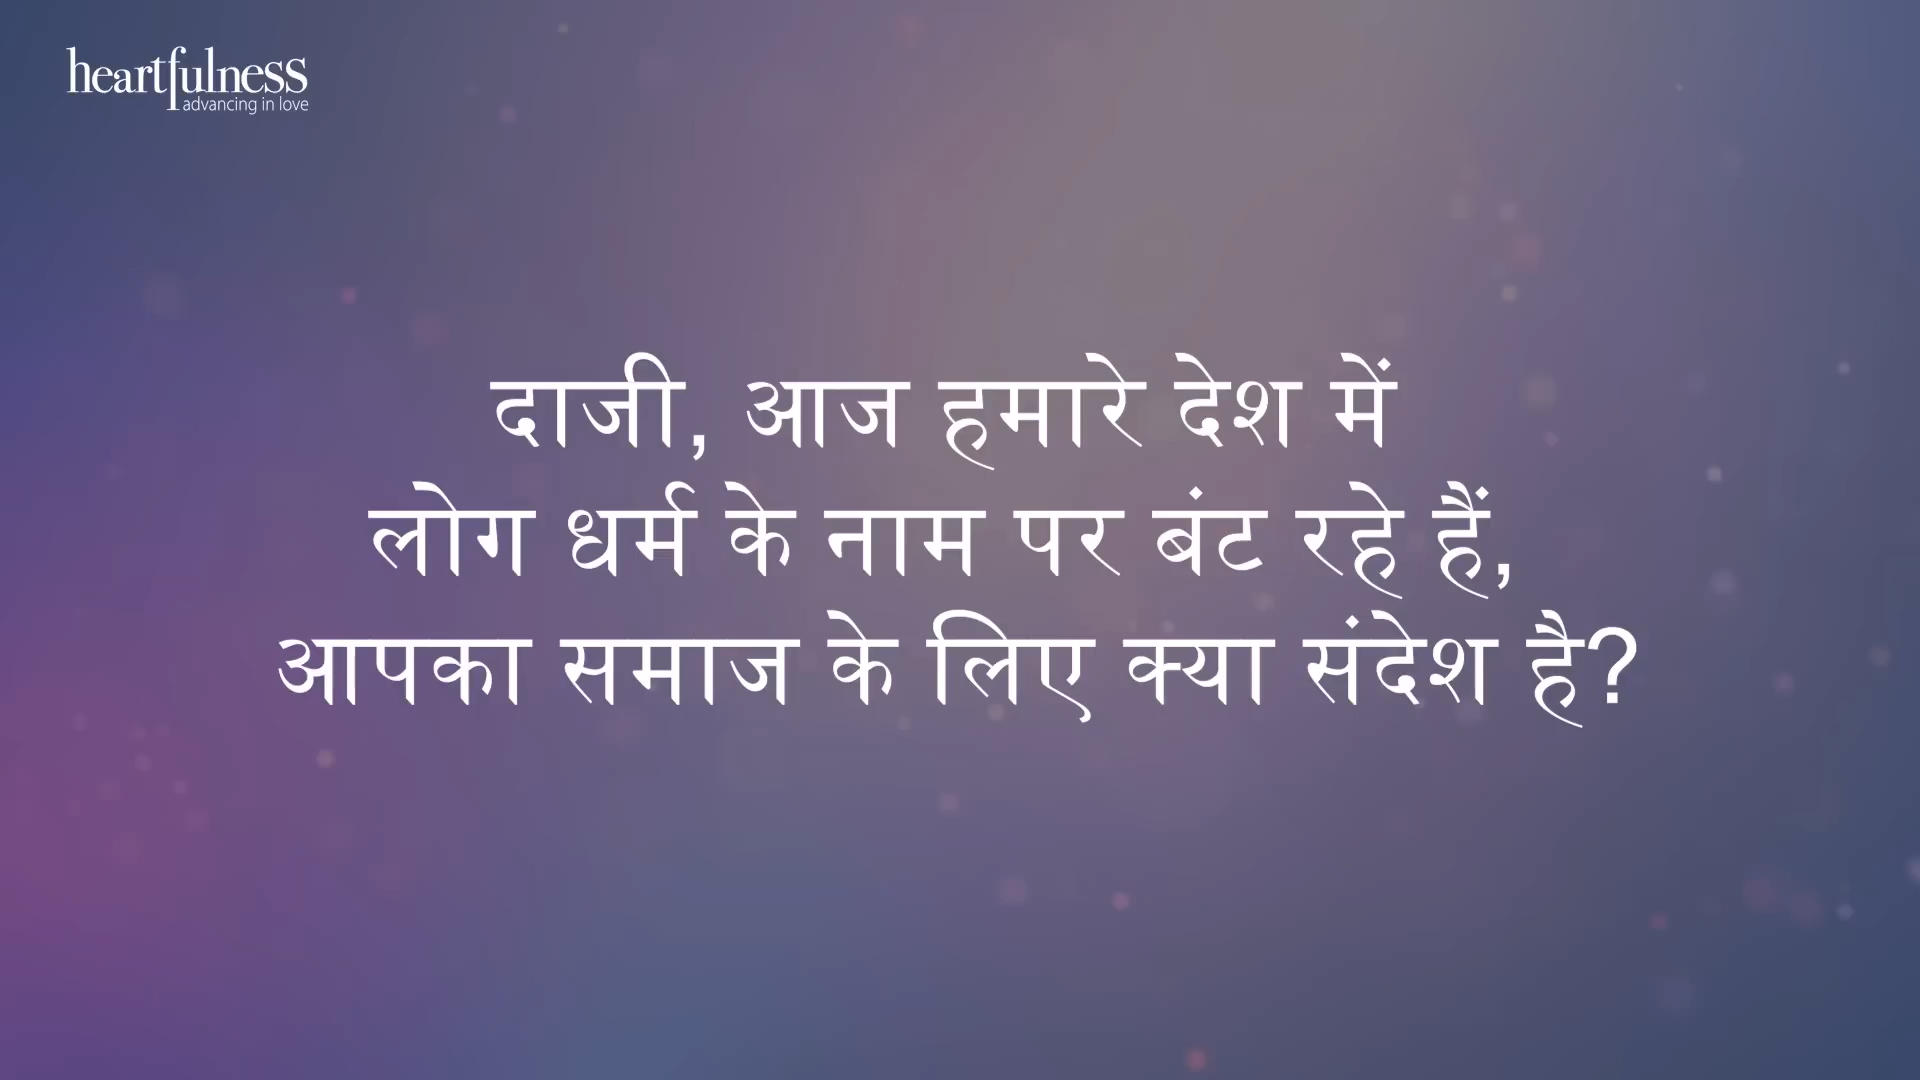 heartfulness
advancing in love
दाजी, आज हमारे देश में
लोग धर्म के नाम पर बंट रहे हैं,
आपका समाज के लिए क्या संदेश है?